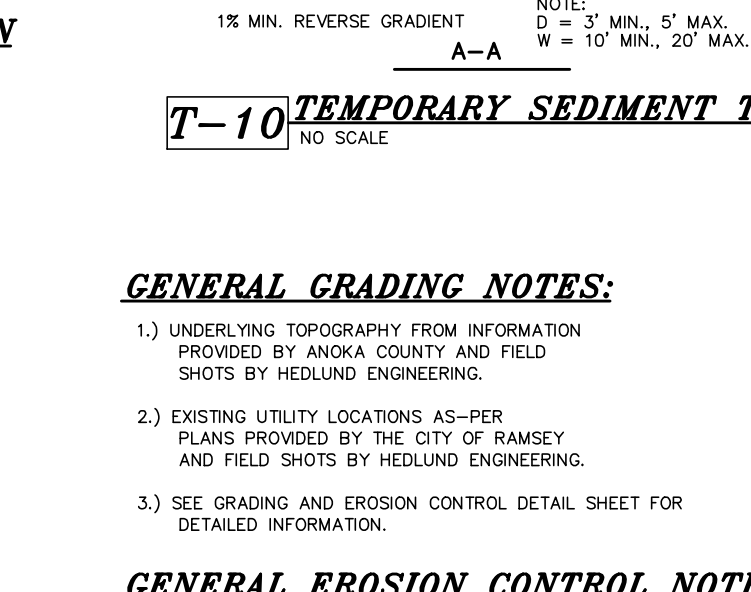 NOTE:
1% MIN. REVERSE GRADIENT
D = 3' MIN., 5' MAX.
W = 10' MIN., 20' MAX.
A-A
T-10 TEMPORARY SEDIMENT
NO SCALE
GENERAL GRADING NOTES:
1.) UNDERLYING TOPOGRAPHY FROM INFORMATION
PROVIDED BY ANOKA COUNTY AND FIELD
SHOTS BY HEDLUND ENGINEERING.
2.) EXISTING UTILITY LOCATIONS AS-PER
PLANS PROVIDED BY THE CITY OF RAMSEY
AND FIELD SHOTS BY HEDLUND ENGINEERING.
3.) SEE GRADING AND EROSION CONTROL DETAIL SHEET FOR
DETAILED INFORMATION.
GENERAL EROSION CONTROL